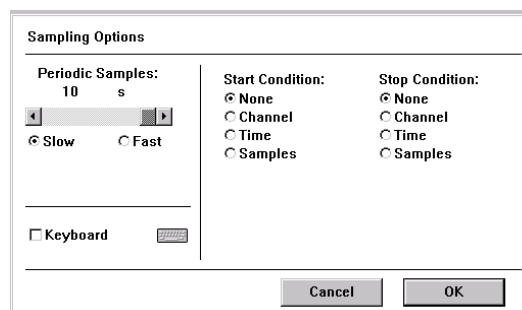 Sampling Options
Periodic Samples:
10 s
Slow Fast
Keyboard
Start Condition:
None
Channel
Time
Samples
Stop Condition:
None
Channel
Time
Samples
Cancel OK